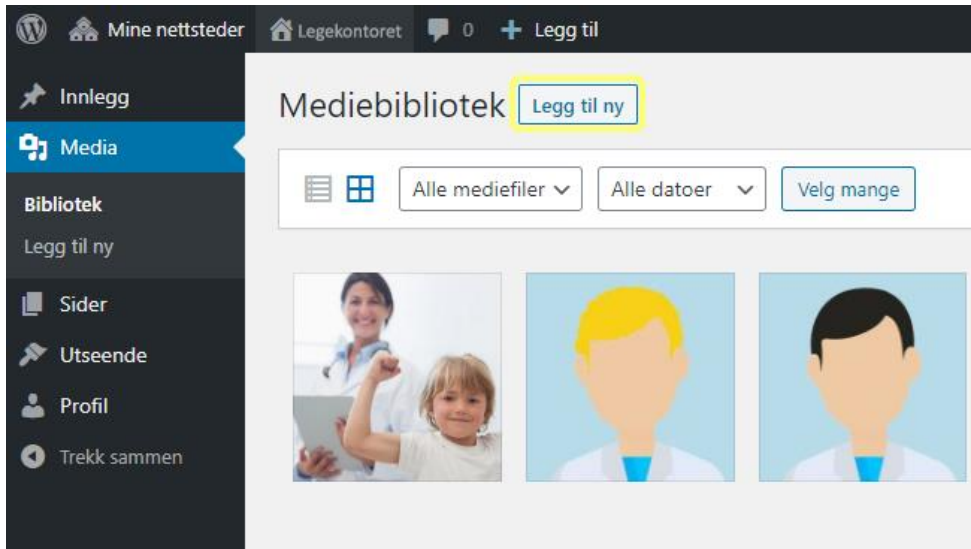 Mine nettsteder Legekontoret 0 Legg til
Innlegg
Media
Bibliotek
Legg til ny
Sider
Utseende
Profil
Trekk sammen
Mediebibliotek Legg til ny
Alle mediefiler Alle datoer Velg mange